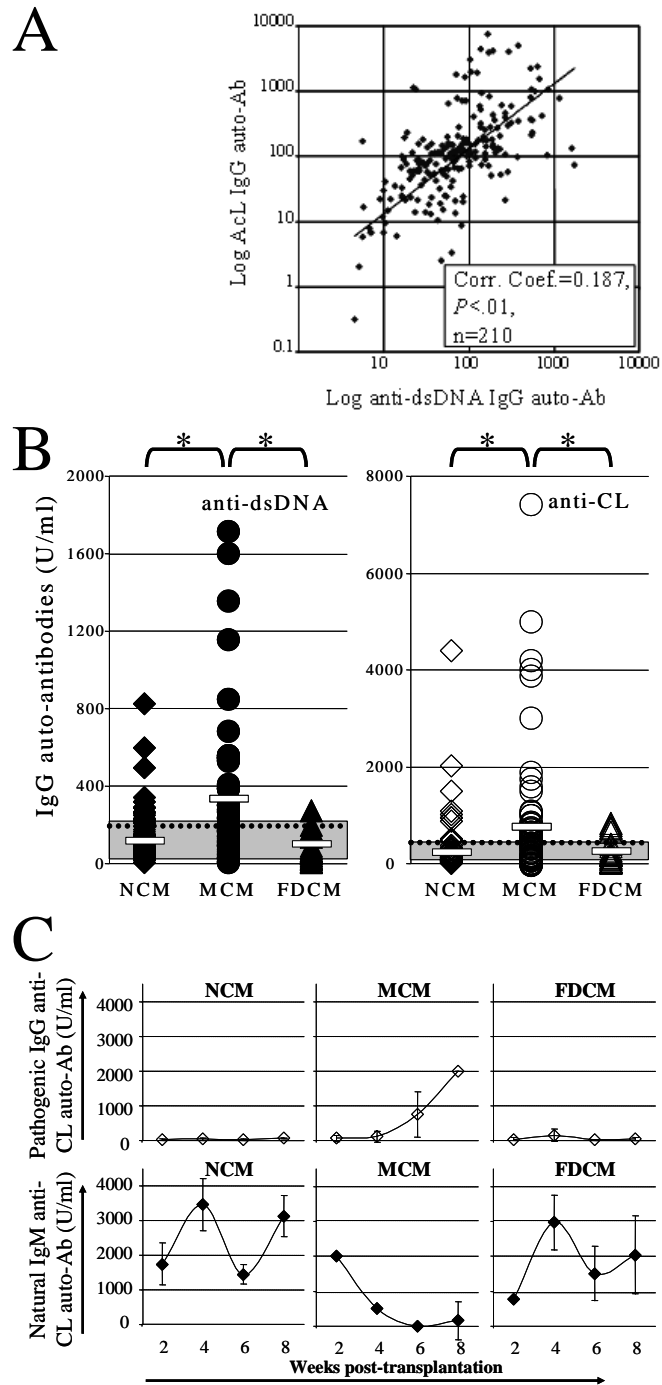 A
10000
1000
100
10
1
0.1
Log AcL IgG auto-Ab
Corr. Coef.=0.187,
P<.01,
n=210
10 100 1000 10000
Log anti-dsDNA IgG auto-Ab
B
* * * *
2000
1600
1200
800
400
0
IgG auto-antibodies (U/ml)
anti-dsDNA
NCM MCM FDCM
8000
6000
4000
2000
0
anti-CL
NCM MCM FDCM
C
Pathogenic IgG anti-
CL auto-Ab (U/ml)
NCM MCM FDCM
4000
3000
2000
1000
0
Natural IgM anti-
CL auto-Ab (U/ml)
NCM MCM FDCM
4000
3000
2000
1000
0
2 4 6 8 2 4 6 8 2 4 6 8
Weeks post-transplantation